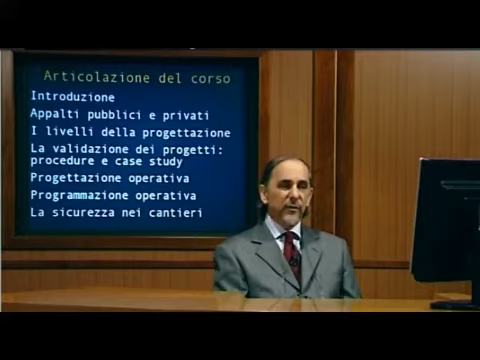 Articolazione del corso
Introduzione
Appalti pubblici e privati
I livelli della progettazione
La validazione dei progetti:
procedure e case study
Progettazione operativa
Programmazione operativa
La sicurezza nei cantieri